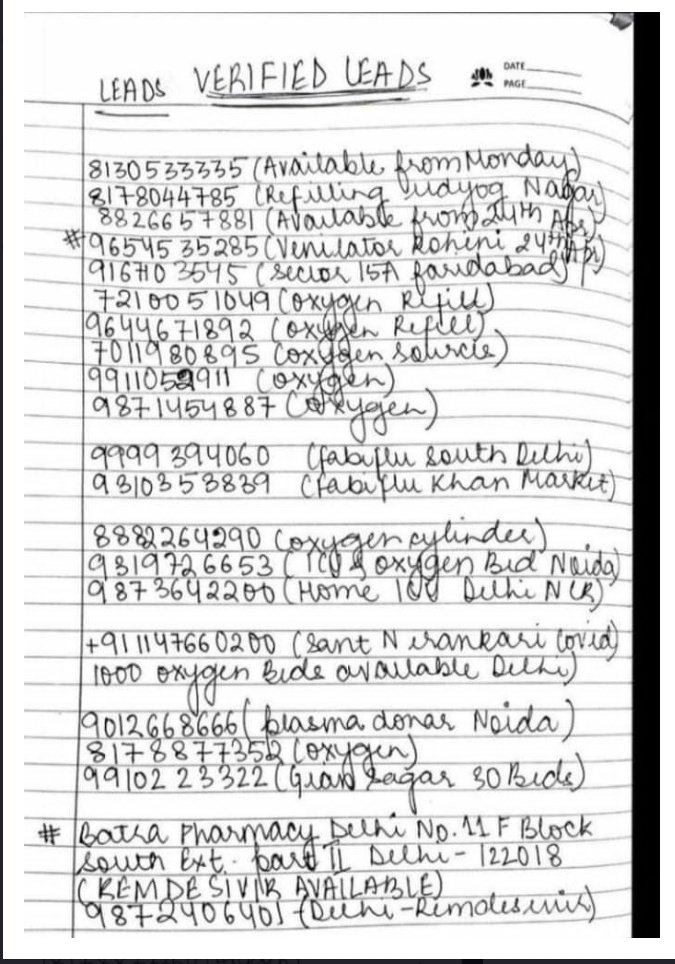 LEADS VERIFIED LEADS
DATE
PAGE
8130533335 (Available from Monday)
8178044785 (Refilling udyog Nagar)
8826657881 (Available from 24th Apr)
# 9654535285 (Venilator Rohini 24th Apr)
9167103545 (Sector 15A faridabad)
7210051049 (oxygen Refill)
9644671892 (oxygen Refill)
7011980895 (oxygen source)
9911052911 (oxygen)
9871454887 (oxygen)
9999394060 (fabiflu South Delhi)
9310353839 (fabiflu Khan Market)
8882264290 (oxygen cylinder)
9319726653 (ICU & oxygen Bed Noida)
9873642200 (Home ICU Delhi NCR)
+911147660200 (Sant Nirankari Covid)
1000 oxygen Beds available Delhi)
9012668666 (plasma donar Noida)
8178877352 (oxygen)
9910223322 (Gian Sagar 30 Beds)
# Batra Pharmacy Delhi No. 11 F Block
South Ext. part II Delhi - 122018
(REMDESIVIR AVAILABLE)
9872406401 (Delhi - Remdesivir)